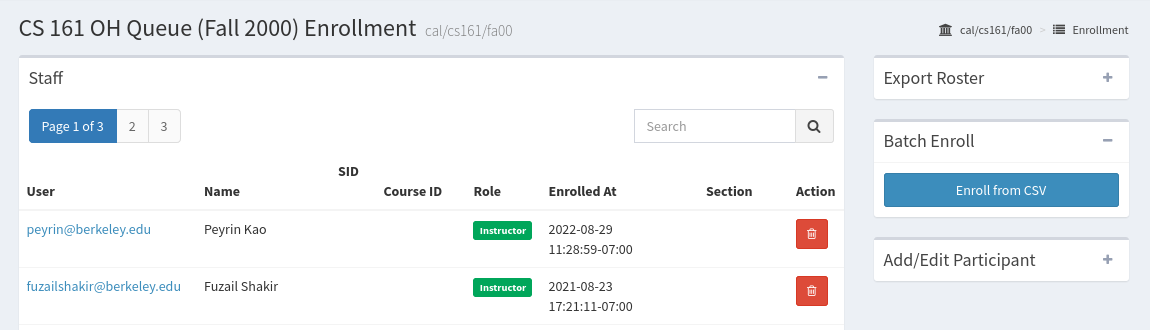 CS 161 OH Queue (Fall 2000) Enrollment cal/cs161/fa00
cal/cs161/fa00 > Enrollment
Staff
Page 1 of 3 2 3
Search
SID
User Name Course ID Role Enrolled At Section Action
peyrin@berkeley.edu Peyrin Kao Instructor 2022-08-29
11:28:59-07:00
fuzailshakir@berkeley.edu Fuzail Shakir Instructor 2021-08-23
17:21:11-07:00
Export Roster
Batch Enroll
Enroll from CSV
Add/Edit Participant